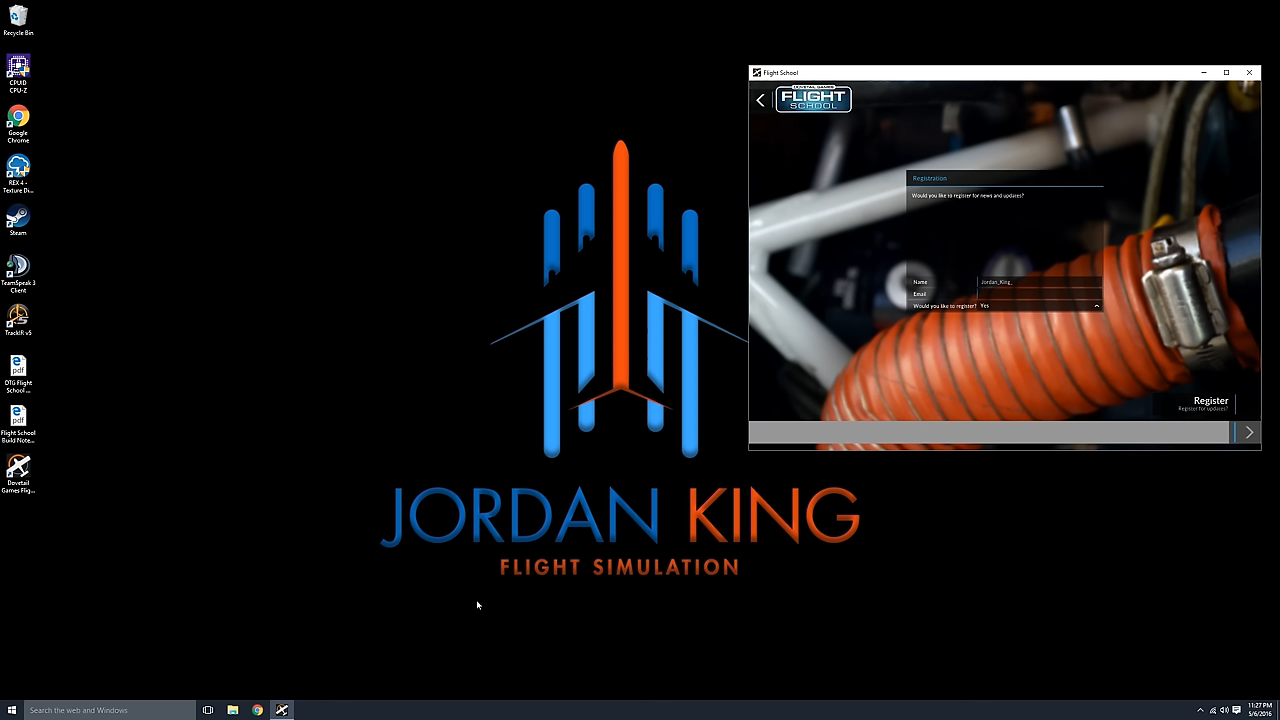 Recycle Bin
CPUID
CPU-Z
Google
Chrome
REX 4 -
Texture Di...
Steam
TeamSpeak 3
Client
TrackIR v5
DTG Flight
School ...
Flight School
Build Note...
Dovetail
Games Flig...
JORDAN KING
FLIGHT SIMULATION
Flight School
DOVETAIL GAMES
FLIGHT
SCHOOL
Registration
Would you like to register for news and updates?
Name Jordan_King_
Email
Would you like to register? Yes
Register
Register for updates?
Search the web and Windows
11:27 PM
5/6/2016